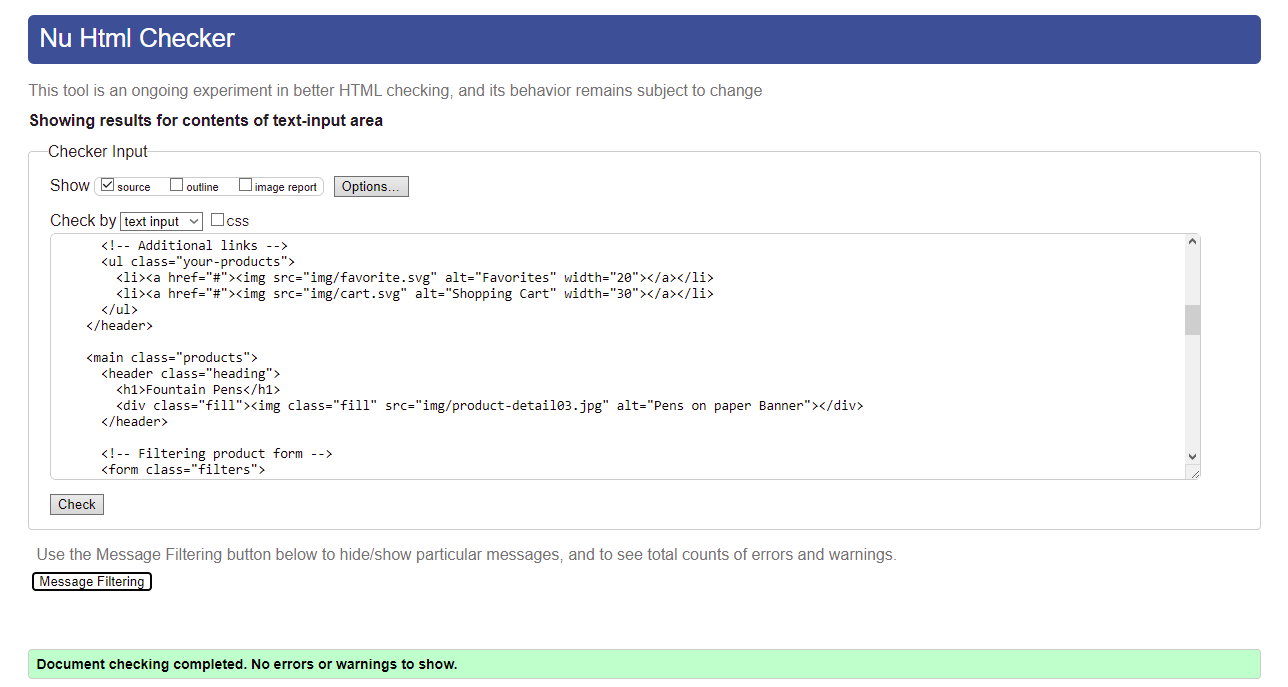 Nu Html Checker
This tool is an ongoing experiment in better HTML checking, and its behavior remains subject to change
Showing results for contents of text-input area
Checker Input
Show source outline image report Options...
Check by text input css
<!-- Additional links -->
<ul class="your-products">
<li><a href="#"><img src="img/favorite.svg" alt="Favorites" width="20"></a></li>
<li><a href="#"><img src="img/cart.svg" alt="Shopping Cart" width="30"></a></li>
</ul>
</header>
<main class="products">
<header class="heading">
<h1>Fountain Pens</h1>
<div class="fill"><img class="fill" src="img/product-detail03.jpg" alt="Pens on paper Banner"></div>
</header>
<!-- Filtering product form -->
<form class="filters">
Check
Use the Message Filtering button below to hide/show particular messages, and to see total counts of errors and warnings.
Message Filtering
Document checking completed. No errors or warnings to show.